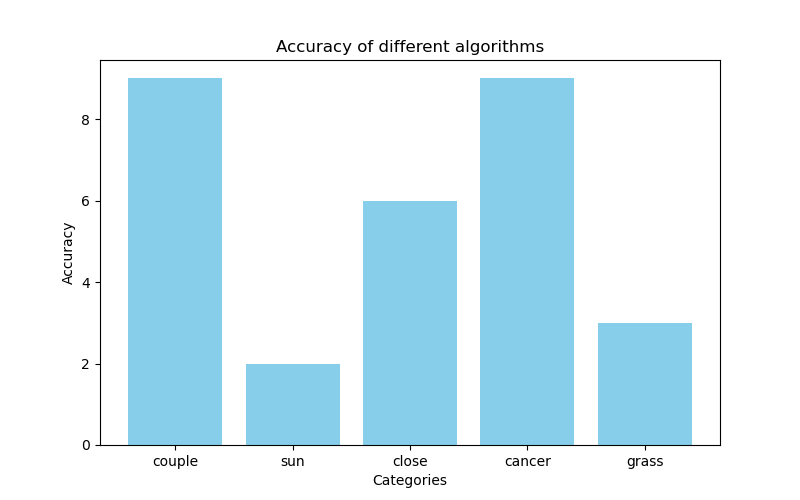 Accuracy of different algorithms
Accuracy
8
6
4
2
0
couple sun close cancer grass
Categories